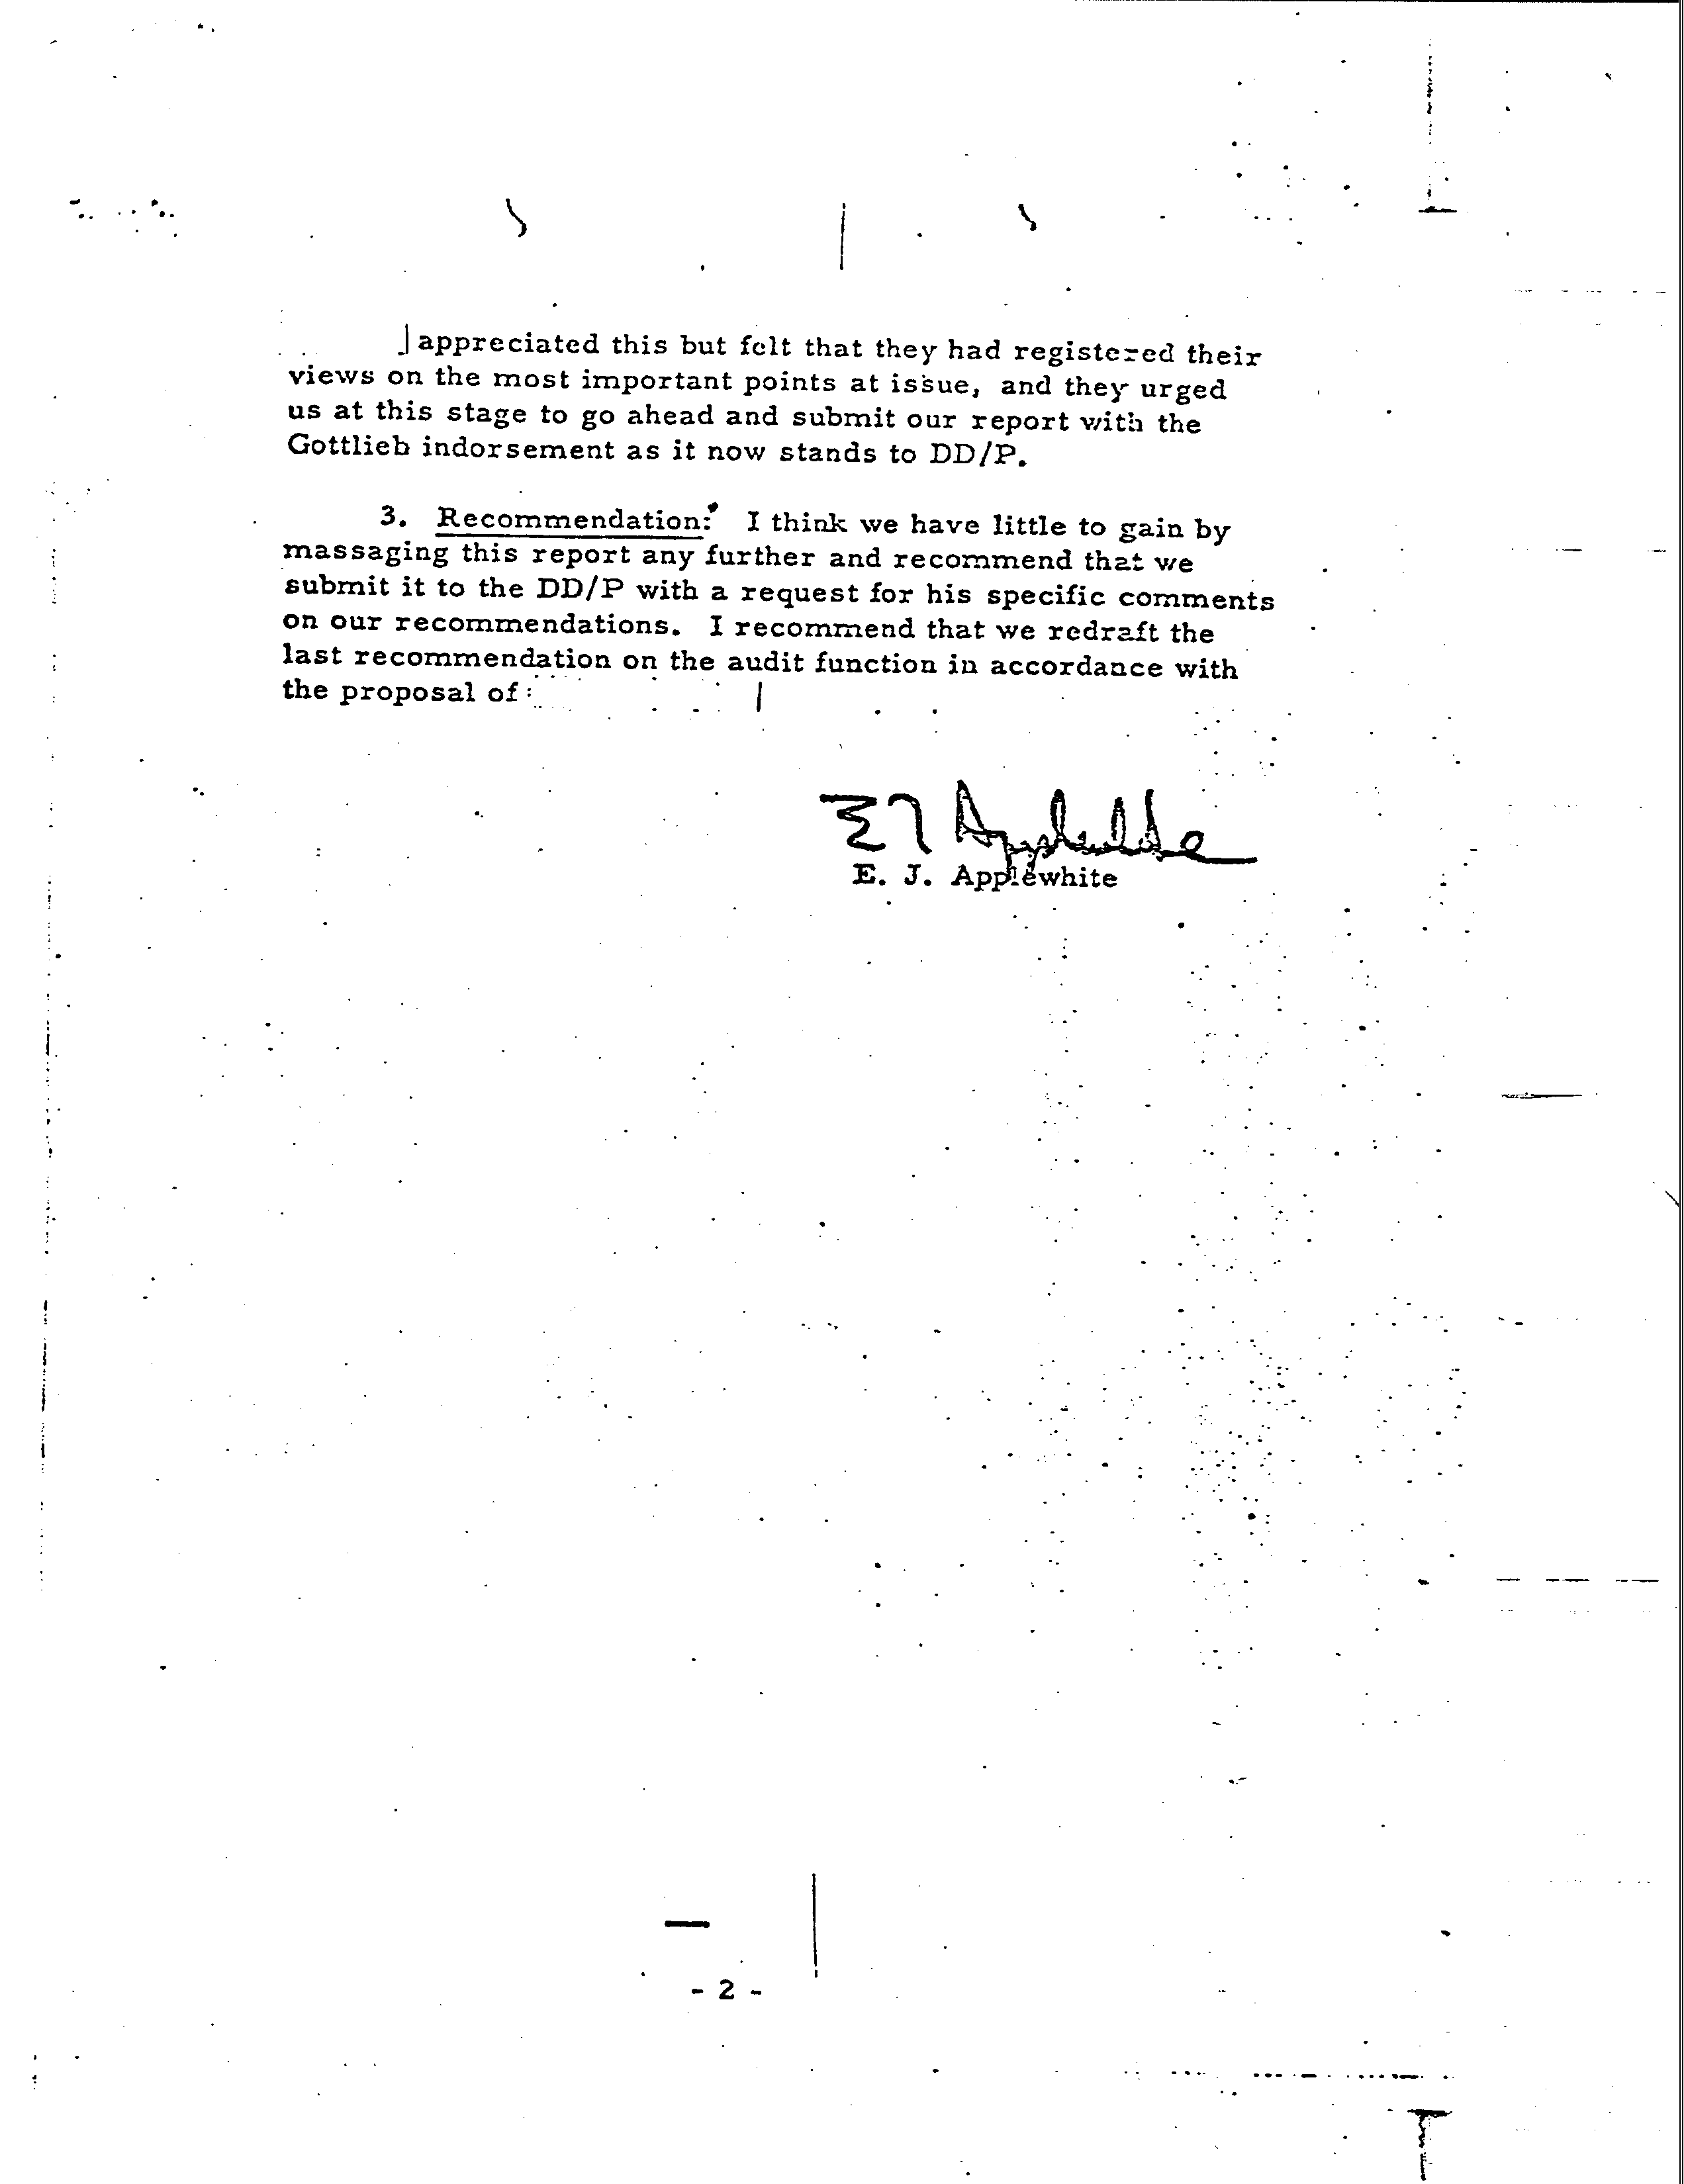 appreciated this but felt that they had registered their
views on the most important points at issue, and they urged
us at this stage to go ahead and submit our report with the
Gottlieb indorsement as it now stands to DD/P.
3. Recommendation: I think we have little to gain by
massaging this report any further and recommend that we
submit it to the DD/P with a request for his specific comments
on our recommendations. I recommend that we redraft the
last recommendation on the audit function in accordance with
the proposal of
E J Applewhite
E. J. Applewhite
- 2 -